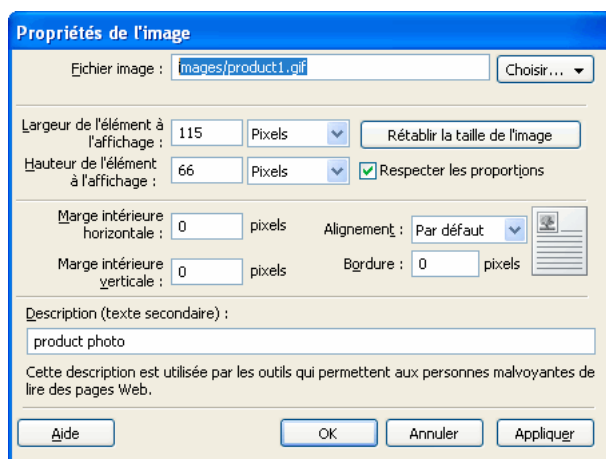 Propriétés de l'image
Fichier image : images/product1.gif Choisir...
Largeur de l'élément à
l'affichage : 115 Pixels Rétablir la taille de l'image
Hauteur de l'élément
à l'affichage : 66 Pixels Respecter les proportions
Marge intérieure
horizontale : 0 pixels Alignement : Par défaut
Marge intérieure
verticale : 0 pixels Bordure : 0 pixels
Description (texte secondaire) :
product photo
Cette description est utilisée par les outils qui permettent aux personnes malvoyantes de
lire des pages Web.
Aide OK Annuler Appliquer